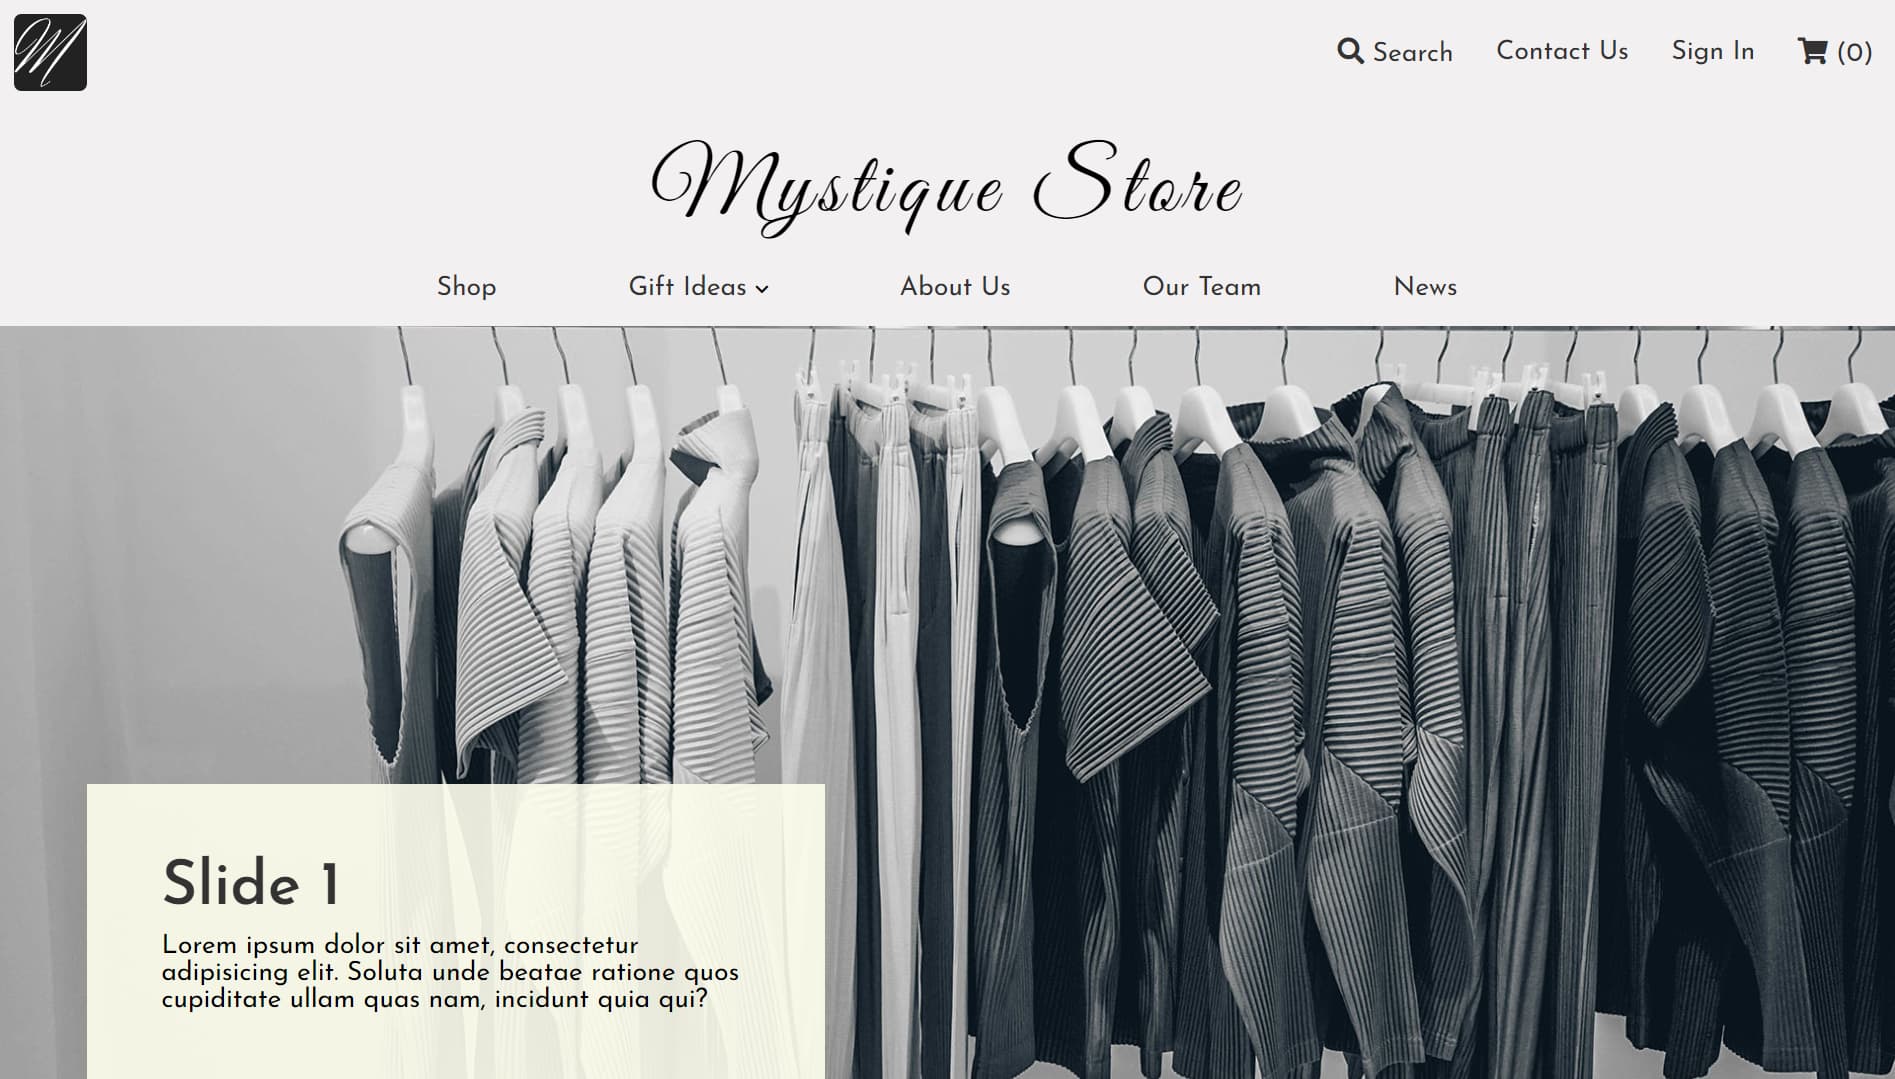 M
Search Contact Us Sign In (0)
Mystique Store
Shop Gift Ideas About Us Our Team News
Slide 1
Lorem ipsum dolor sit amet, consectetur
adipisicing elit. Soluta unde beatae ratione quos
cupiditate ullam quas nam, incidunt quia qui?